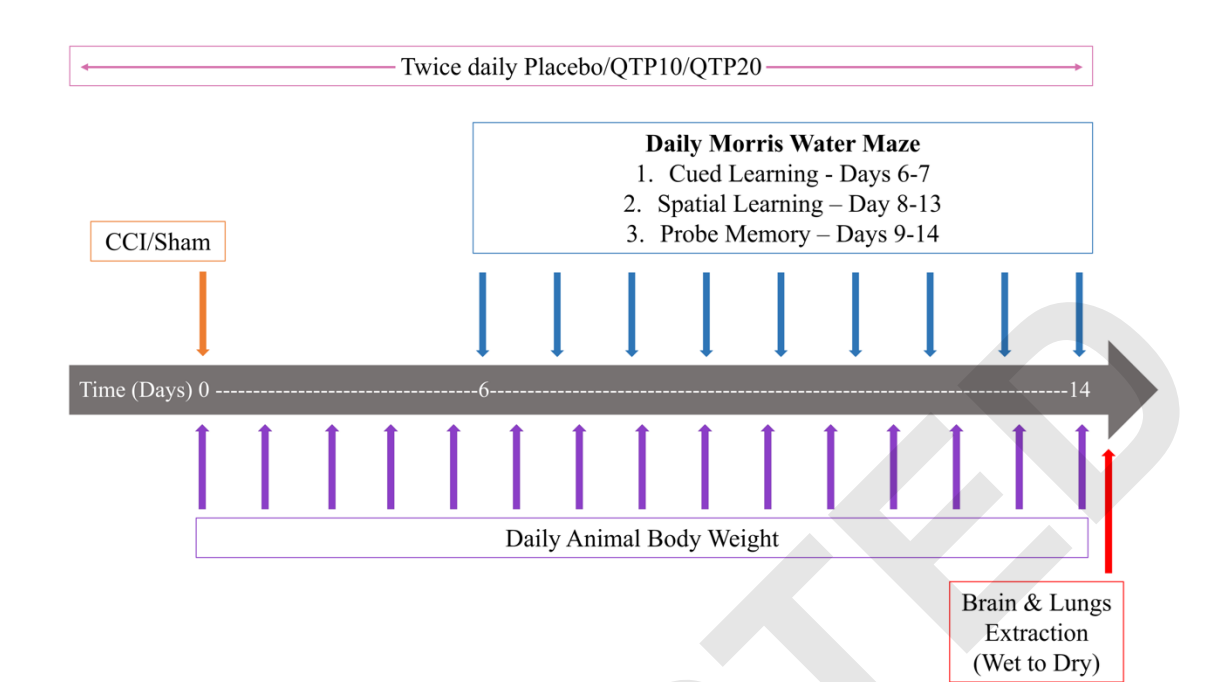 Twice daily Placebo/QTP10/QTP20
Daily Morris Water Maze
1. Cued Learning - Days 6-7
2. Spatial Learning – Day 8-13
3. Probe Memory – Days 9-14
CCI/Sham
Time (Days) 0 -----------------------------------6-----------------------------------------------------------------------------14
Daily Animal Body Weight
Brain & Lungs
Extraction
(Wet to Dry)
TED